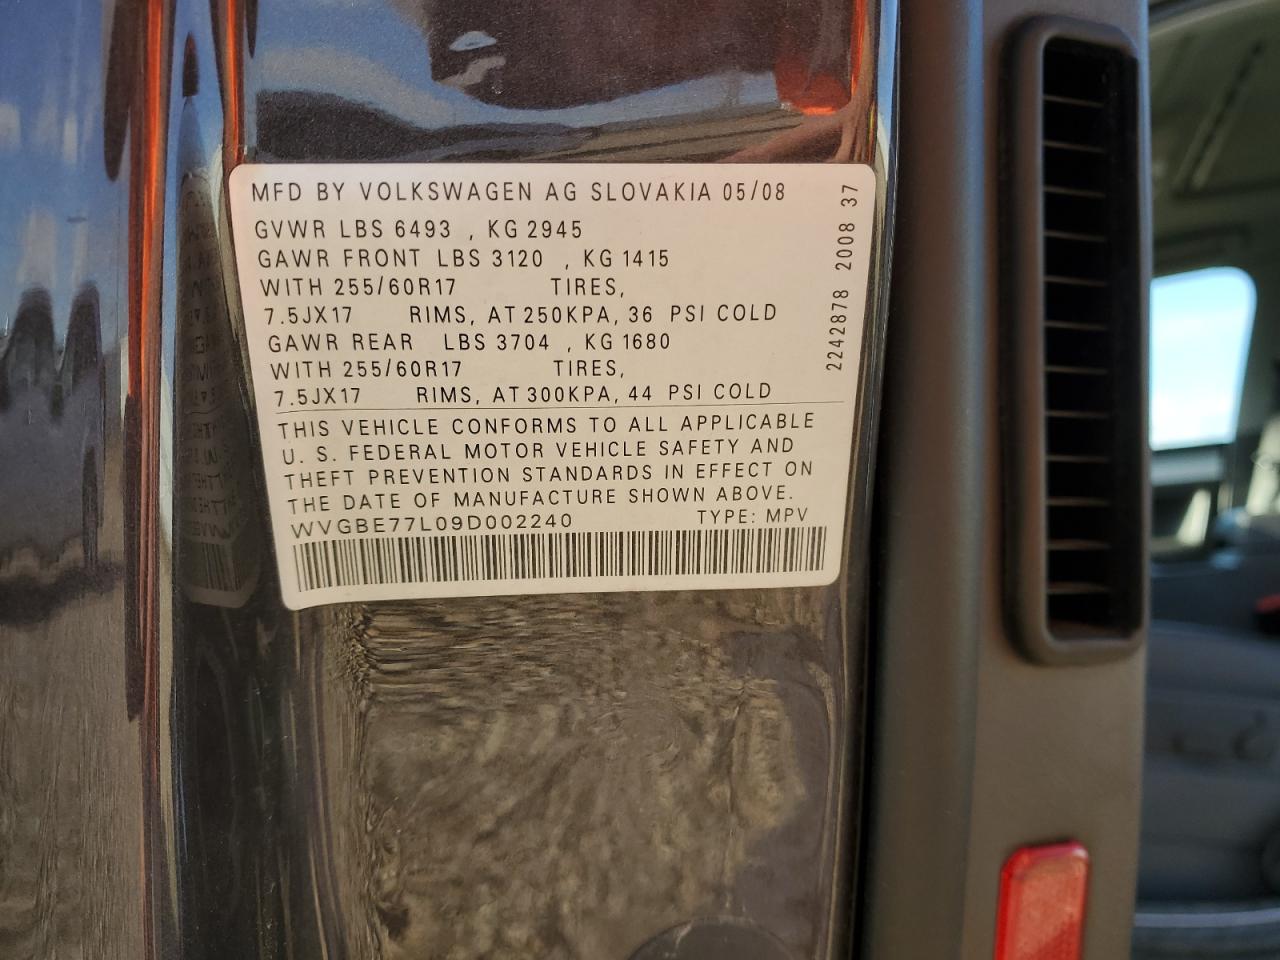 MFD BY VOLKSWAGEN AG SLOVAKIA 05/08
GVWR LBS 6493 , KG 2945
GAWR FRONT LBS 3120 , KG 1415
WITH 255/60R17 TIRES,
7.5JX17 RIMS, AT 250KPA, 36 PSI COLD
GAWR REAR LBS 3704 , KG 1680
WITH 255/60R17 TIRES,
7.5JX17 RIMS, AT 300KPA, 44 PSI COLD
THIS VEHICLE CONFORMS TO ALL APPLICABLE
U. S. FEDERAL MOTOR VEHICLE SAFETY AND
THEFT PREVENTION STANDARDS IN EFFECT ON
THE DATE OF MANUFACTURE SHOWN ABOVE.
WVGBE77L09D002240 TYPE: MPV
2242878 2008 37